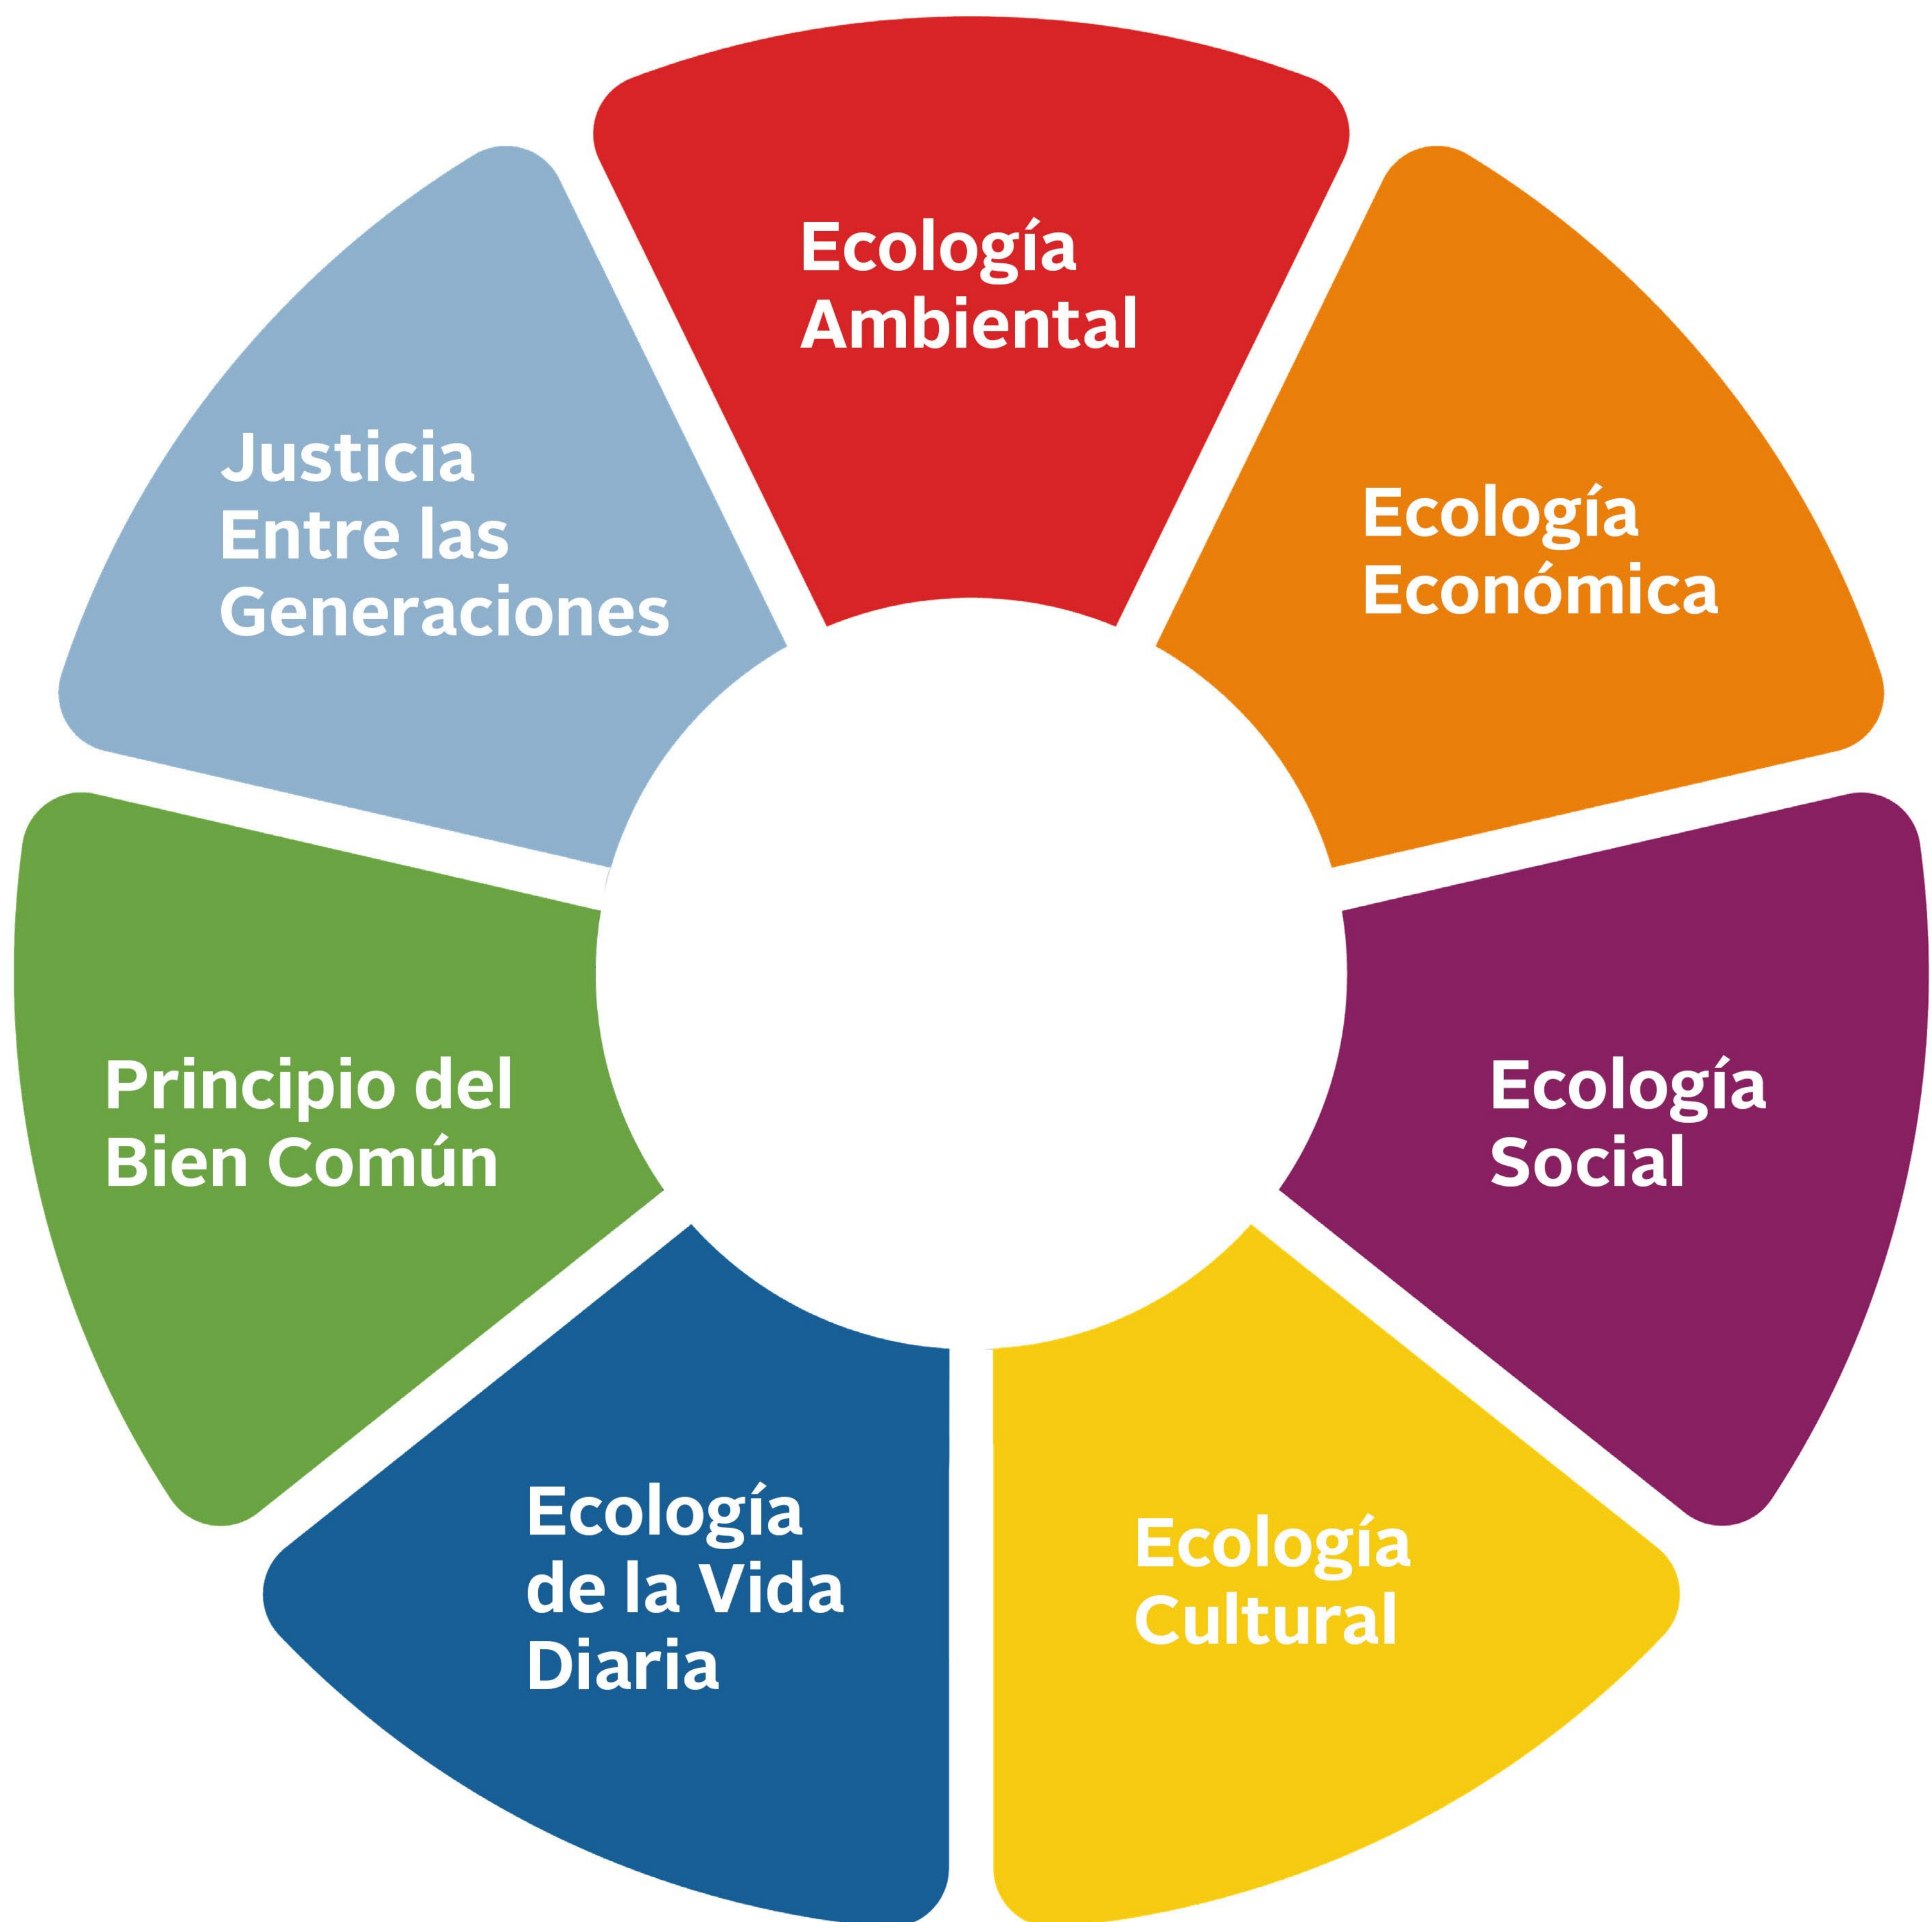 Ecología
Ambiental
Ecología
Económica
Ecología
Social
Ecología
Cultural
Ecología
de la Vida
Diaria
Principio del
Bien Común
Justicia
Entre las
Generaciones